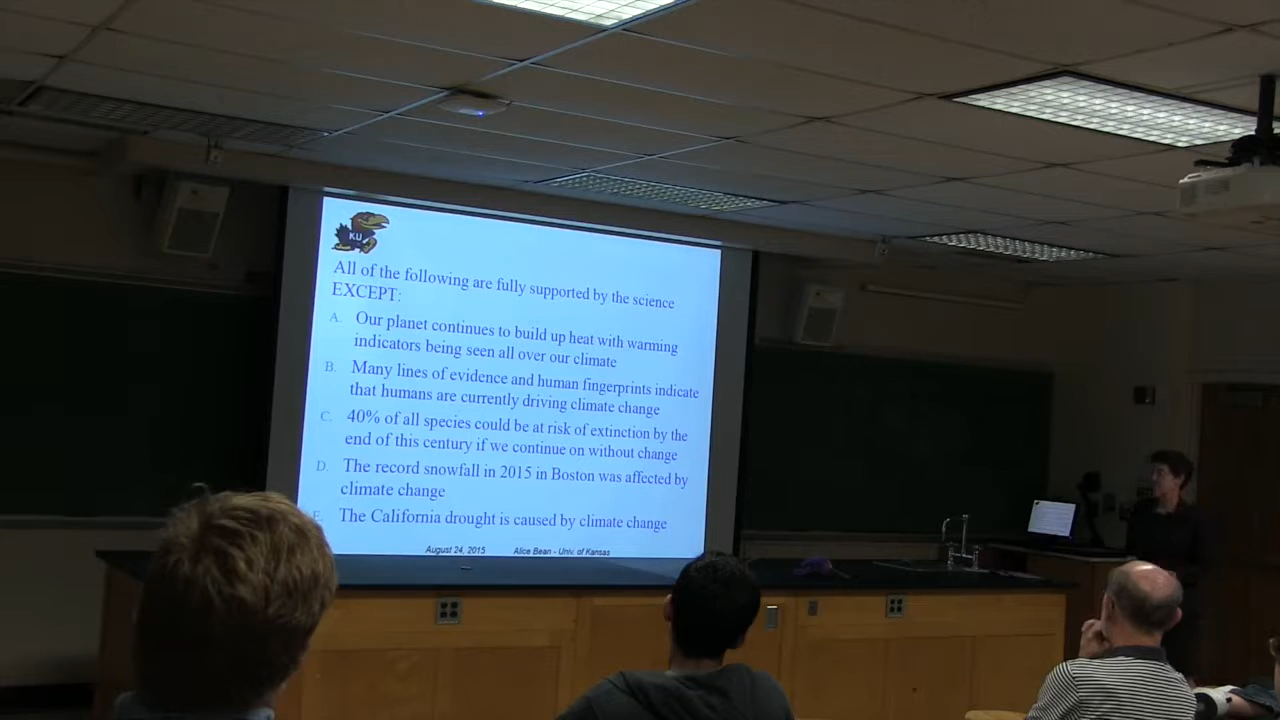 KU
All of the following are fully supported by the science
EXCEPT:
A. Our planet continues to build up heat with warming
indicators being seen all over our climate
B. Many lines of evidence and human fingerprints indicate
that humans are currently driving climate change
C. 40% of all species could be at risk of extinction by the
end of this century if we continue on without change
D. The record snowfall in 2015 in Boston was affected by
climate change
E. The California drought is caused by climate change
August 24, 2015 Alice Bean - Univ. of Kansas